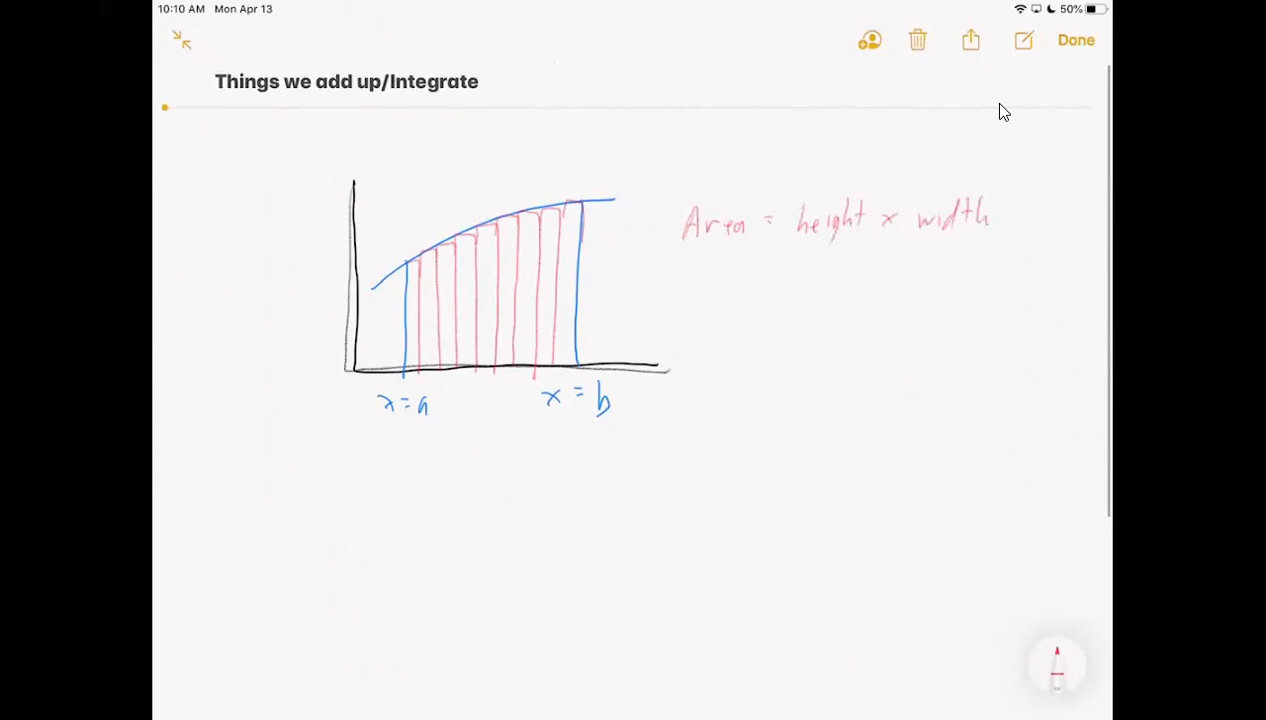 10:10 AM Mon Apr 13
50%
Done
Things we add up/Integrate
Area = height x width
x = a
x = b